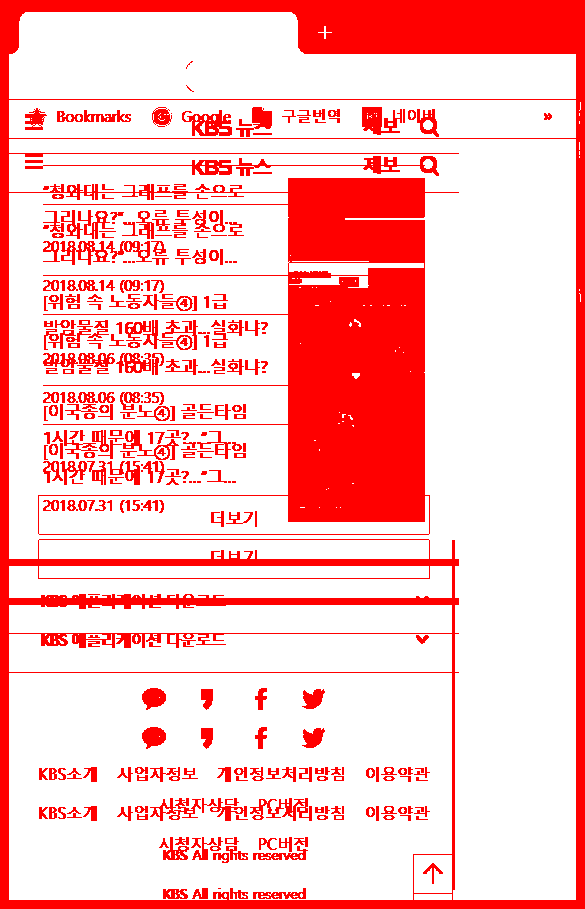 Bookmarks Google 구글번역 네이버 »
KBS 뉴스 제보
KBS 뉴스 제보
"청와대는 그래프를 손으로
그리나요?"...오류 투성이...
"청와대는 그래프를 손으로
2018.08.14 (09:17)
그리나요?"...오류 투성이...
2018.08.14 (09:17)
[위험 속 노동자들④] 1급
발암물질 160배 초과...실화냐?
[위험 속 노동자들④] 1급
2018.08.06 (08:35)
발암물질 160배 초과...실화냐?
2018.08.06 (08:35)
[이국종의 분노④] 골든타임
1시간 때문에 17곳?..."그...
[이국종의 분노④] 골든타임
2018.07.31 (15:41)
1시간 때문에 17곳?..."그...
2018.07.31 (15:41)
더보기
더보기
KBS 애플리케이션 다운로드
KBS 애플리케이션 다운로드
KBS소개 사업자정보 개인정보처리방침 이용약관
시청자상담 PC버전
KBS소개 사업자정보 개인정보처리방침 이용약관
시청자상담 PC버전
KBS All rights reserved
KBS All rights reserved